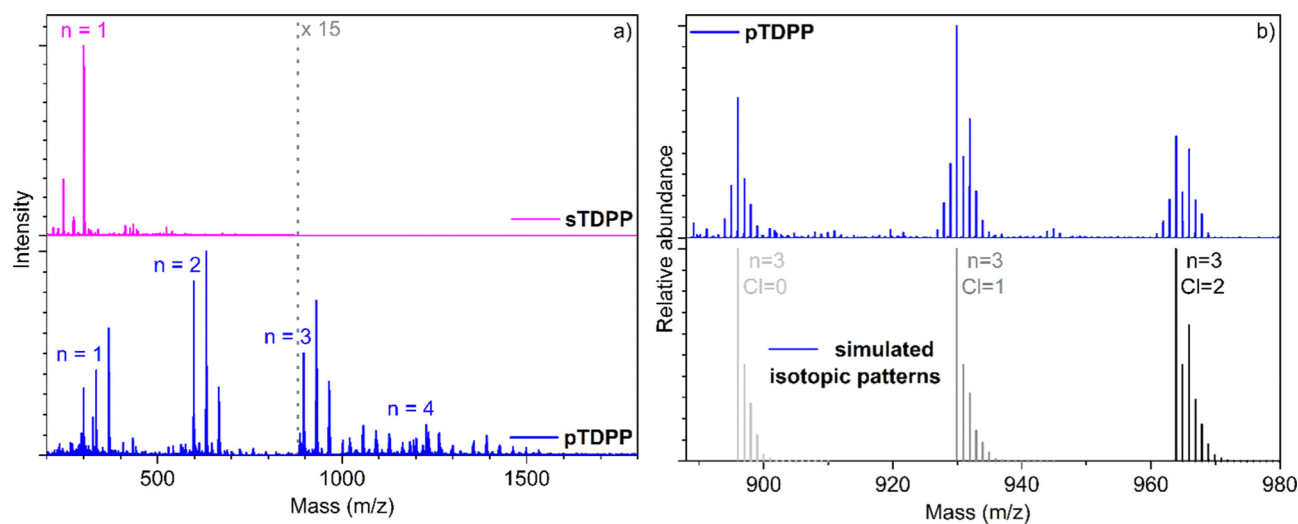 n = 1
x 15
a)
sTDPP
n = 2
n = 3
n = 1
n = 4
pTDPP
Intensity
500
1000
1500
Mass (m/z)
pTDPP
b)
n=3
Cl=0
n=3
Cl=1
n=3
Cl=2
simulated
isotopic patterns
Relative abundance
900
920
940
960
980
Mass (m/z)